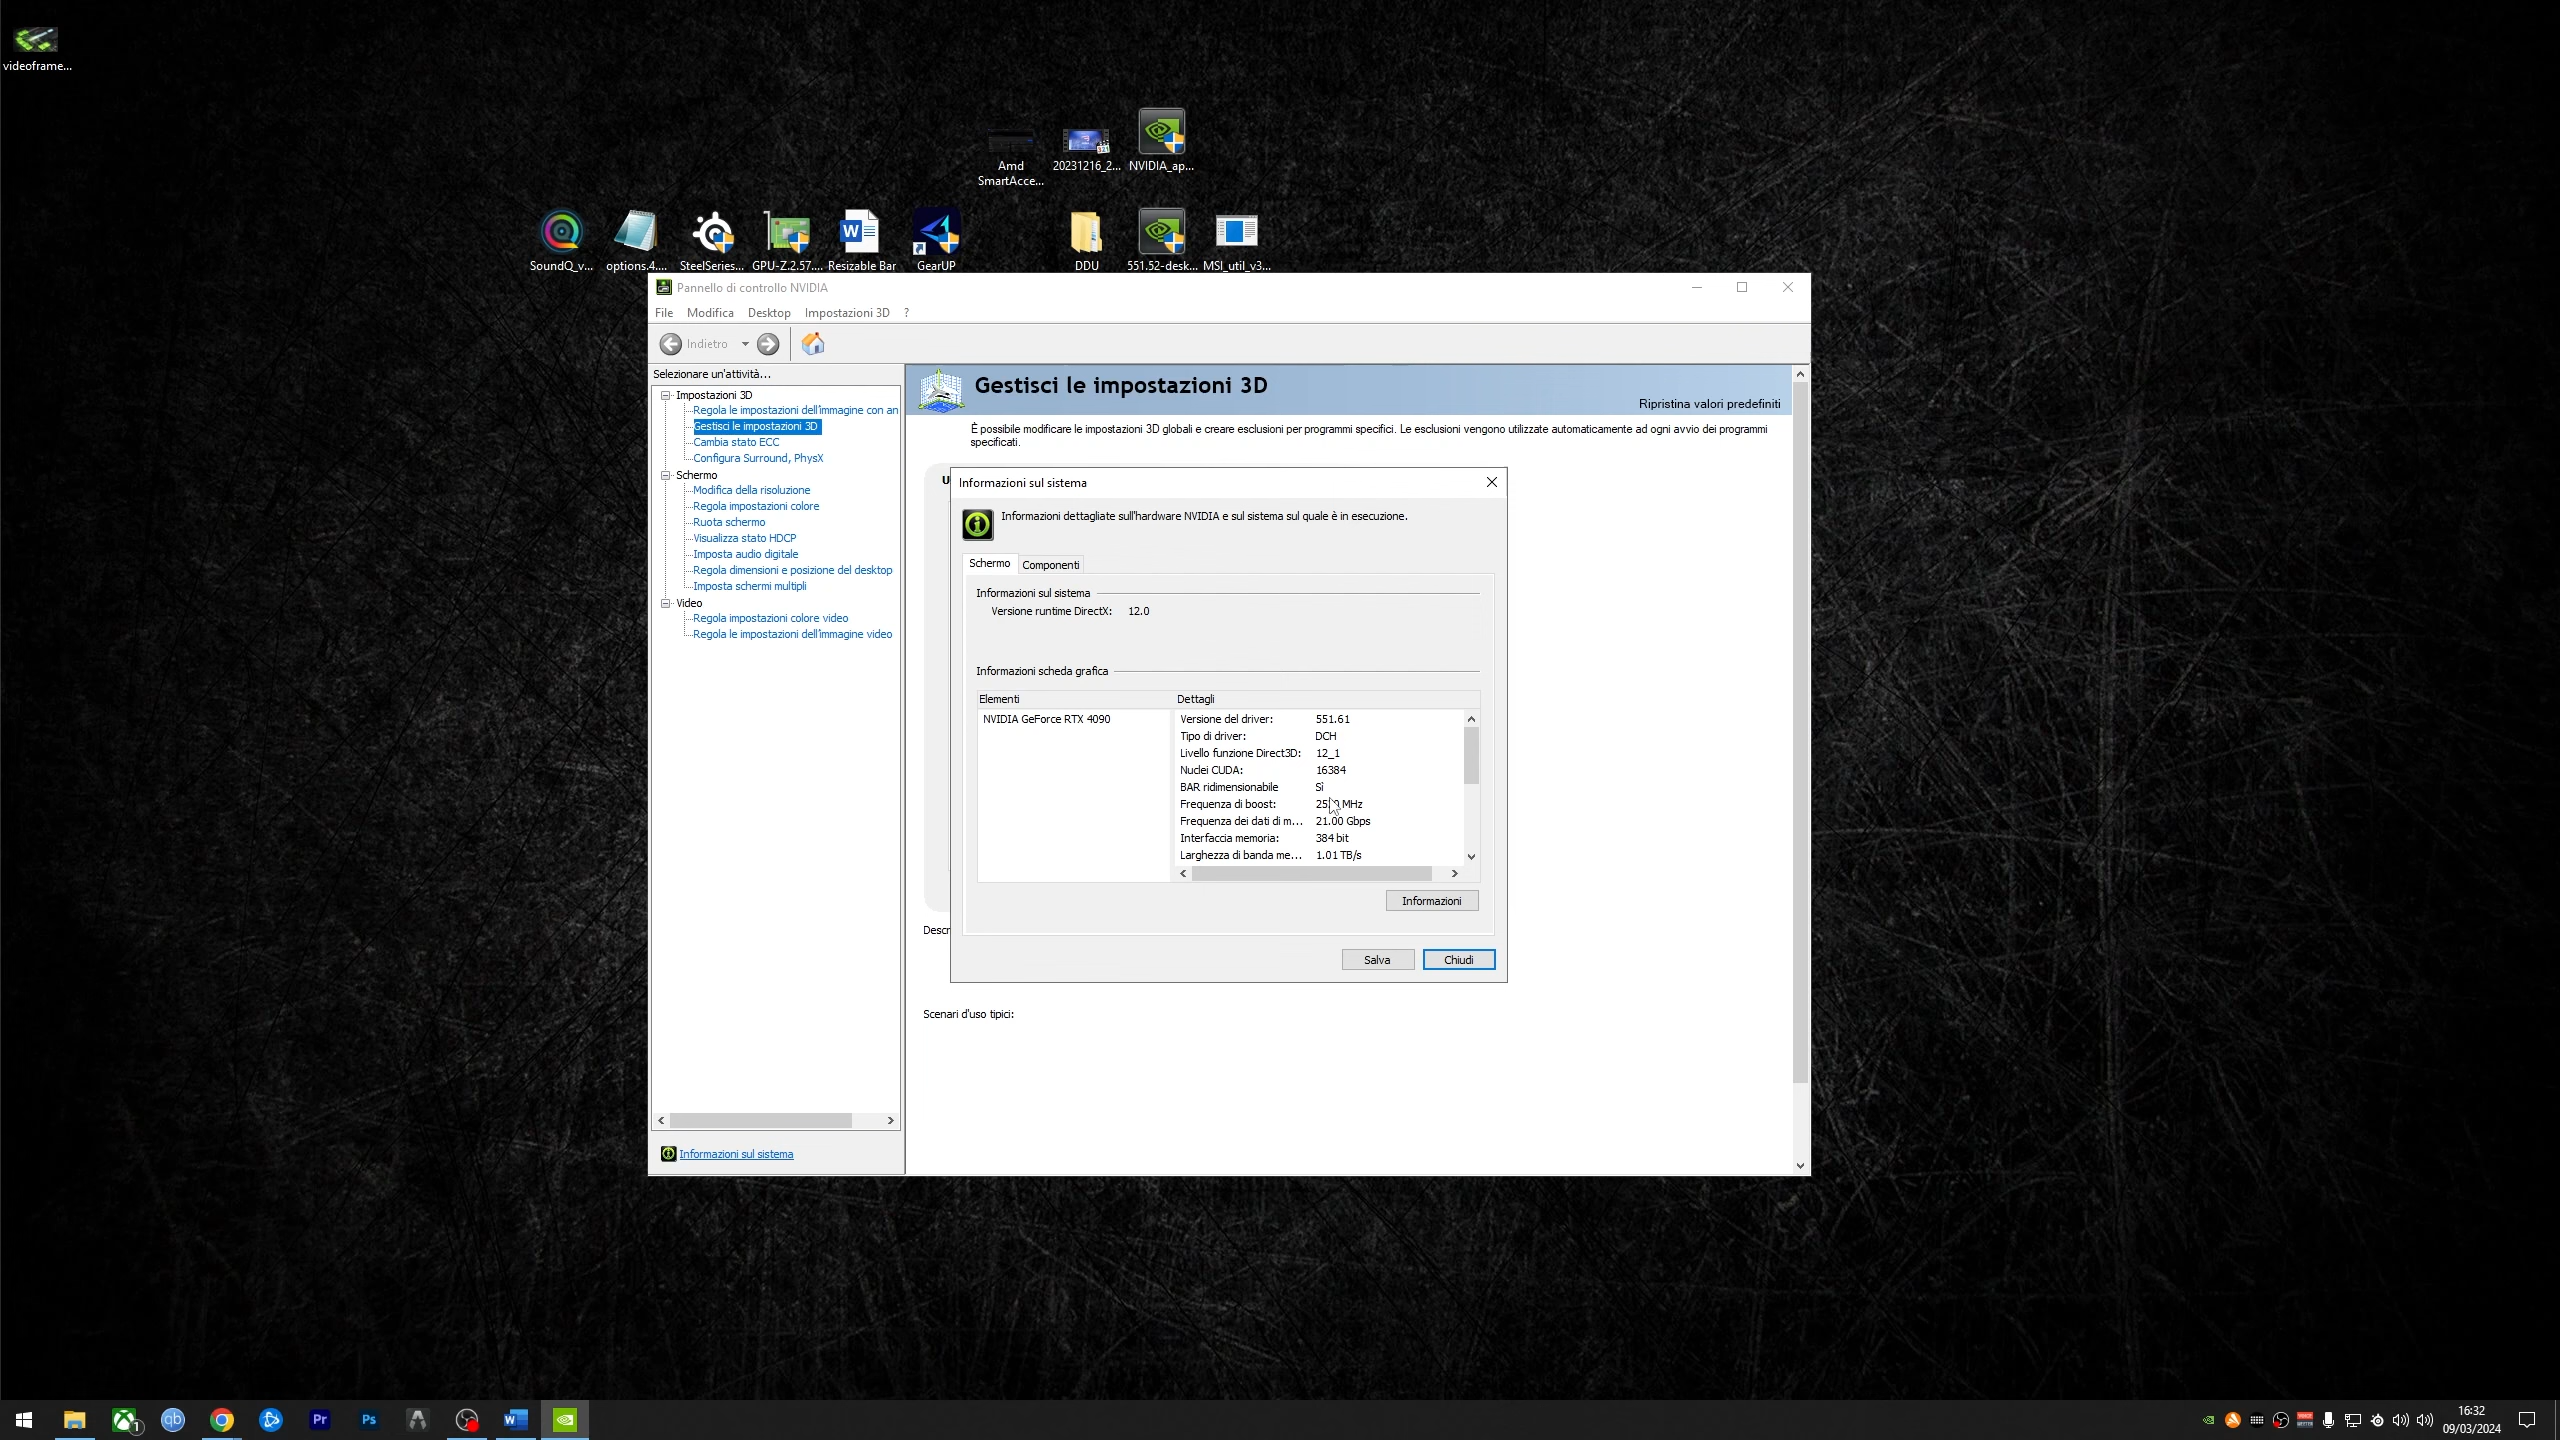 videoframe...
Amd
SmartAcce...
20231216_2...
NVIDIA_ap...
SoundQ_v...
options.4....
SteelSeries...
GPU-Z.2.57....
Resizable Bar
GearUP
DDU
551.52-desk...
MSI_util_v3...
Pannello di controllo NVIDIA
File Modifica Desktop Impostazioni 3D ?
Indietro
Selezionare un'attività...
Impostazioni 3D
Regola le impostazioni dell'immagine con an
Gestisci le impostazioni 3D
Cambia stato ECC
Configura Surround, PhysX
Schermo
Modifica della risoluzione
Regola impostazioni colore
Ruota schermo
Visualizza stato HDCP
Imposta audio digitale
Regola dimensioni e posizione del desktop
Imposta schermi multipli
Video
Regola impostazioni colore video
Regola le impostazioni dell'immagine video
Informazioni sul sistema
Gestisci le impostazioni 3D
Ripristina valori predefiniti
È possibile modificare le impostazioni 3D globali e creare esclusioni per programmi specifici. Le esclusioni vengono utilizzate automaticamente ad ogni avvio dei programmi
specificati.
Informazioni sul sistema
Informazioni dettagliate sull'hardware NVIDIA e sul sistema sul quale è in esecuzione.
Schermo Componenti
Informazioni sul sistema
Versione runtime DirectX: 12.0
Informazioni scheda grafica
Elementi Dettagli
NVIDIA GeForce RTX 4090
Versione del driver: 551.61
Tipo di driver: DCH
Livello funzione Direct3D: 12_1
Nuclei CUDA: 16384
BAR ridimensionabile Sì
Frequenza di boost: MHz
Frequenza dei dati di m... 21.00 Gbps
Interfaccia memoria: 384 bit
Larghezza di banda me... 1.01 TB/s
Informazioni
Salva Chiudi
Descr
Scenari d'uso tipici:
1
qb
Pr
Ps
W
16:32
09/03/2024